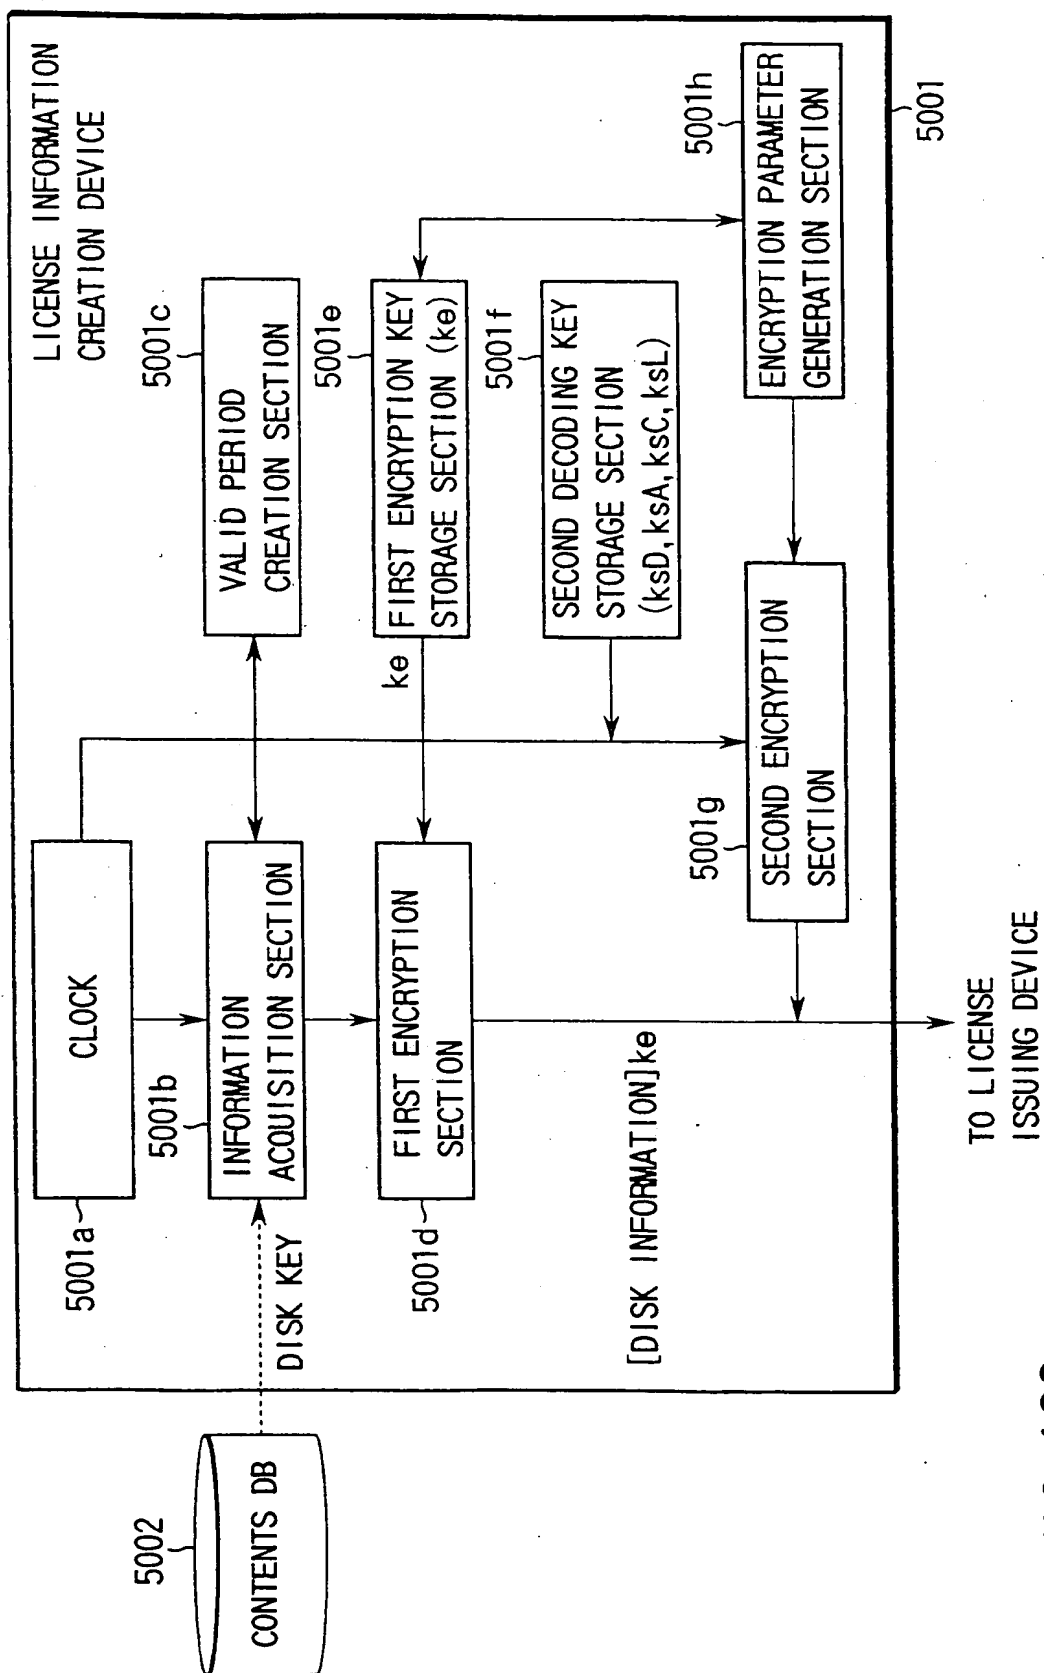 LICENSE INFORMATION
CREATION DEVICE
5002
CONTENTS DB
DISK KEY
5001a
CLOCK
5001b
INFORMATION
ACQUISITION SECTION
5001c
VALID PERIOD
CREATION SECTION
5001d
FIRST ENCRYPTION
SECTION
ke
5001e
FIRST ENCRYPTION KEY
STORAGE SECTION (ke)
5001f
SECOND DECODING KEY
STORAGE SECTION
(ksD, ksA, ksC, ksL)
[DISK INFORMATION]ke
5001g
SECOND ENCRYPTION
SECTION
5001h
ENCRYPTION PARAMETER
GENERATION SECTION
5001
TO LICENSE
ISSUING DEVICE